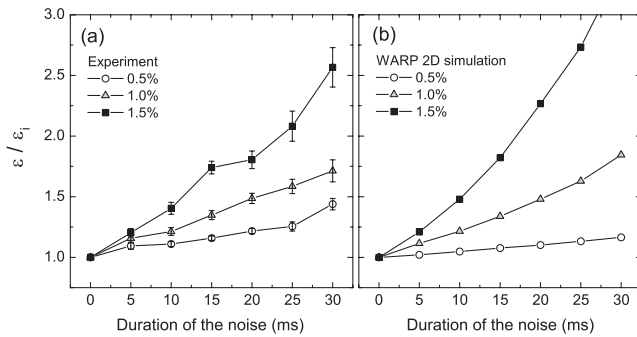 3.0
2.5
2.0
1.5
1.0
ε / εi
(a)
Experiment
0.5%
1.0%
1.5%
0 5 10 15 20 25 30
Duration of the noise (ms)
(b)
WARP 2D simulation
0.5%
1.0%
1.5%
0 5 10 15 20 25 30
Duration of the noise (ms)